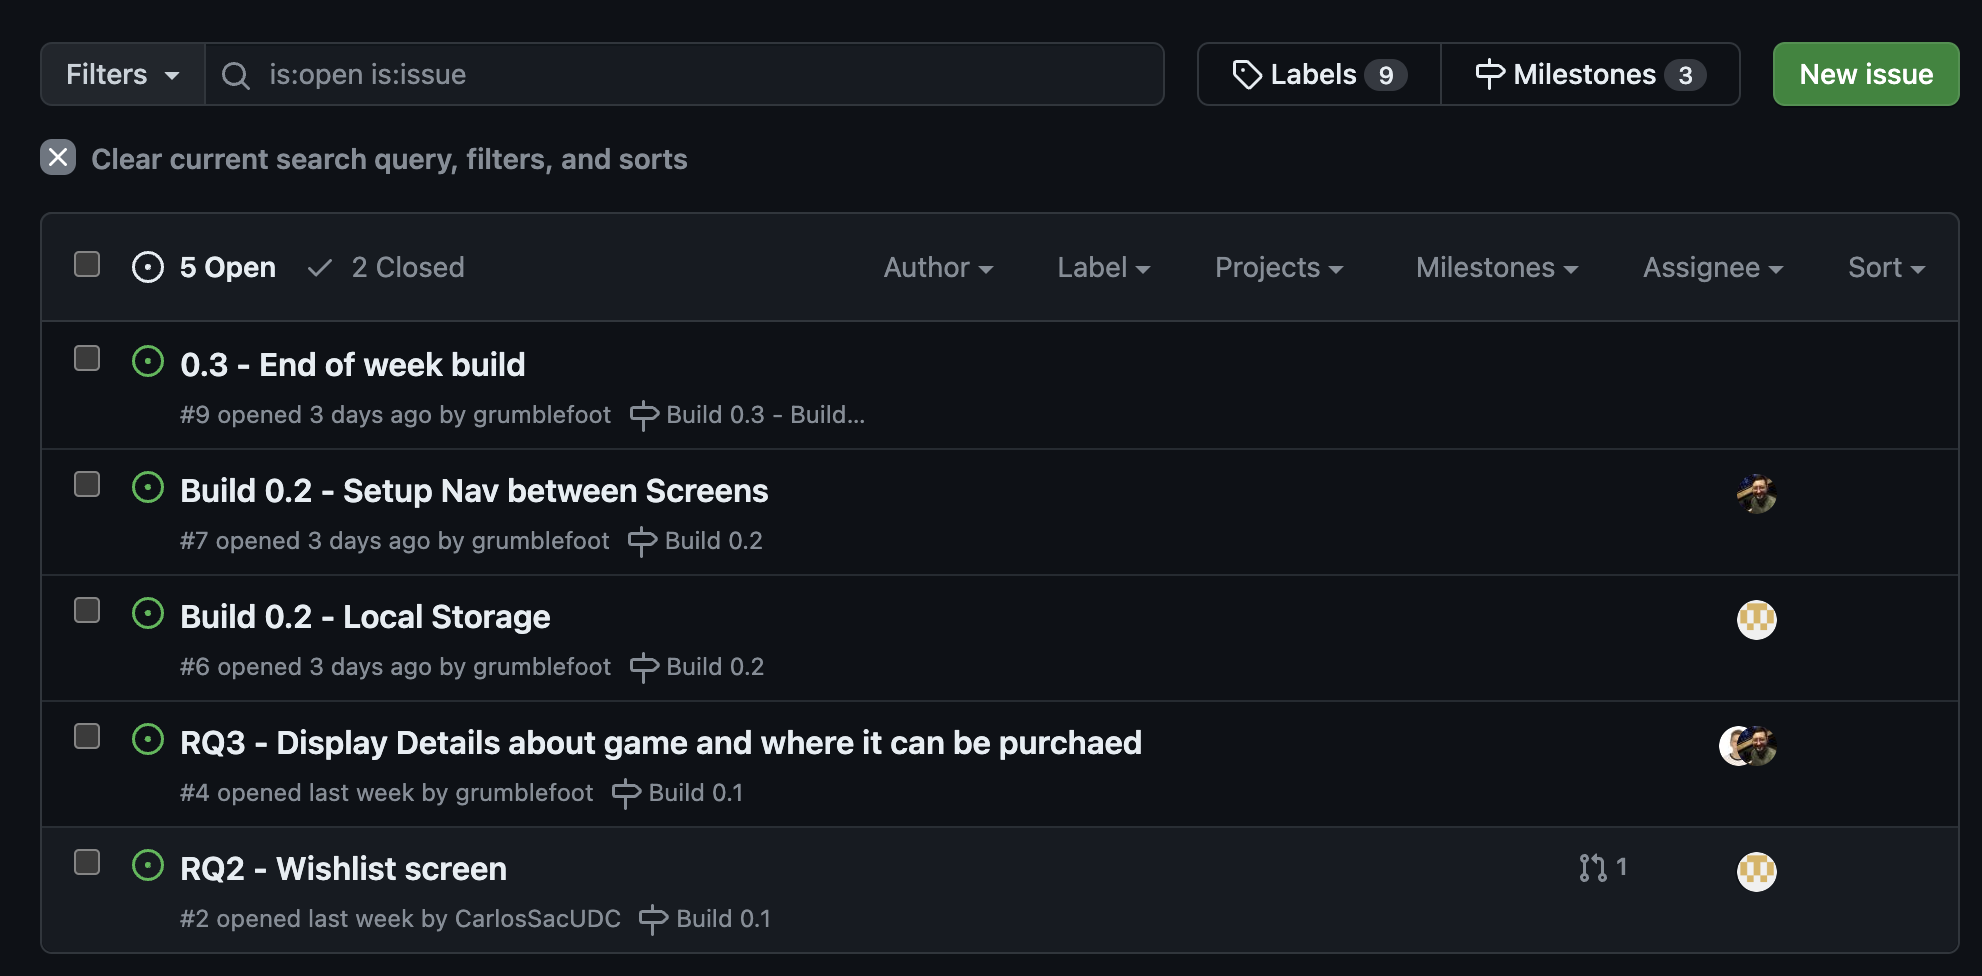 Filters is:open is:issue Labels 9 Milestones 3 New issue
Clear current search query, filters, and sorts
5 Open 2 Closed Author Label Projects Milestones Assignee Sort
0.3 - End of week build
#9 opened 3 days ago by grumblefoot Build 0.3 - Build...
Build 0.2 - Setup Nav between Screens
#7 opened 3 days ago by grumblefoot Build 0.2
Build 0.2 - Local Storage
#6 opened 3 days ago by grumblefoot Build 0.2
RQ3 - Display Details about game and where it can be purchaed
#4 opened last week by grumblefoot Build 0.1
RQ2 - Wishlist screen 1
#2 opened last week by CarlosSacUDC Build 0.1